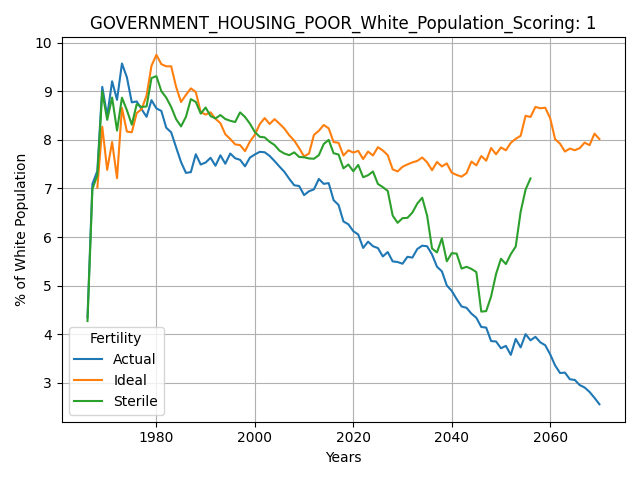 GOVERNMENT_HOUSING_POOR_White_Population_Scoring: 1
% of White Population
10
9
8
7
6
5
4
3
Fertility
Actual
Ideal
Sterile
1980
2000
2020
2040
2060
Years